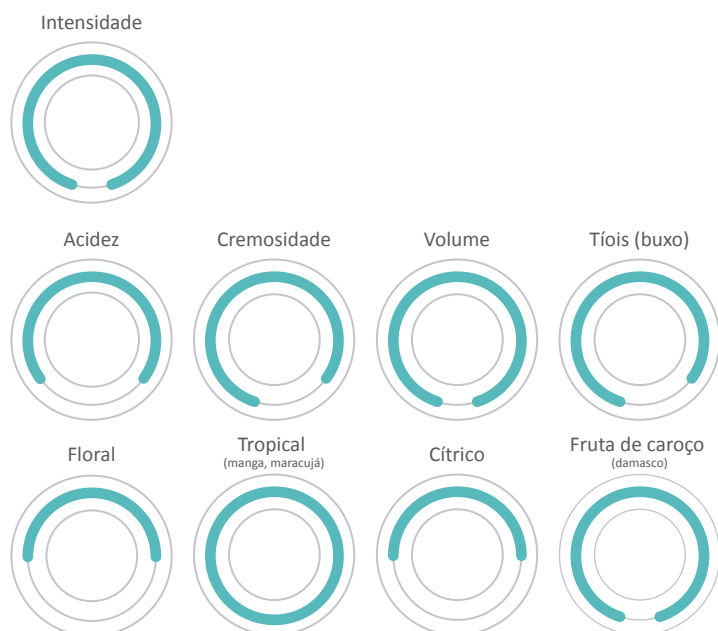 Intensidade
Acidez
Cremosidade
Volume
Tíois (buxo)
Floral
Tropical
(manga, maracujá)
Cítrico
Fruta de caroço
(damasco)